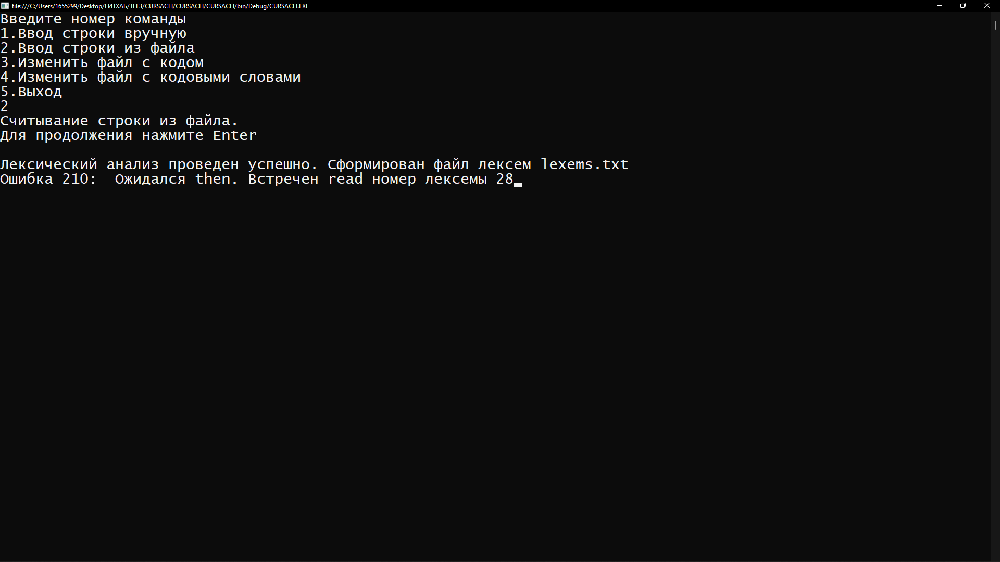 file:///C:/Users/1655299/Desktop/ГИТХАБ/TFL3/CURSACH/CURSACH/CURSACH/bin/Debug/CURSACH.EXE
Введите номер команды
1.Ввод строки вручную
2.Ввод строки из файла
3.Изменить файл с кодом
4.Изменить файл с кодовыми словами
5.Выход
2
Считывание строки из файла.
Для продолжения нажмите Enter
Лексический анализ проведен успешно. Сформирован файл лексем lexems.txt
Ошибка 210:  Ожидался then. Встречен read номер лексемы 28